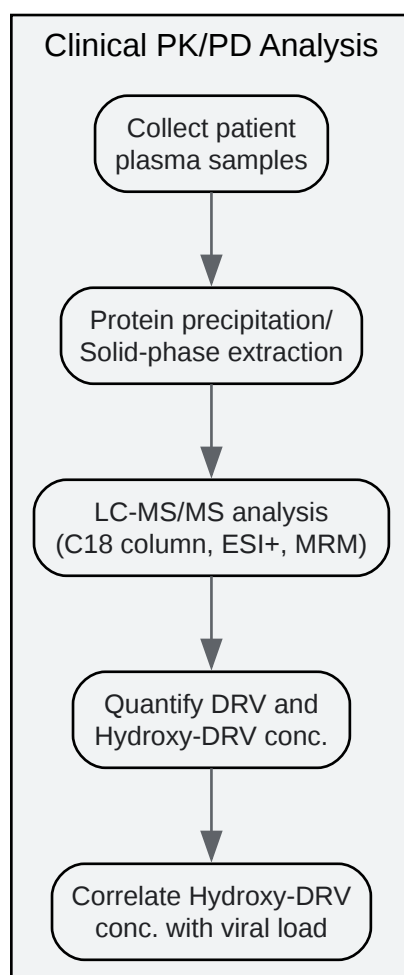 Clinical PK/PD Analysis
Collect patient
plasma samples
Protein precipitation/
Solid-phase extraction
LC-MS/MS analysis
(C18 column, ESI+, MRM)
Quantify DRV and
Hydroxy-DRV conc.
Correlate Hydroxy-DRV
conc. with viral load